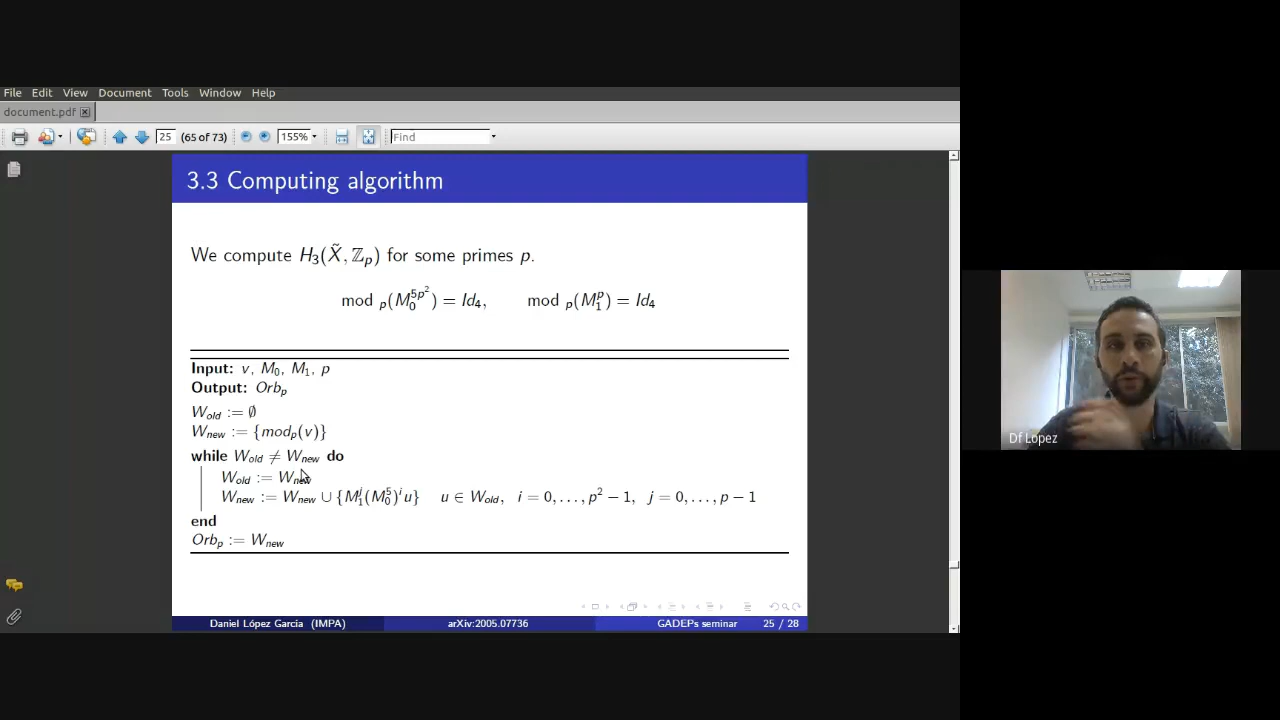 File Edit View Document Tools Window Help
document.pdf
25 (65 of 73) 155% Find
3.3 Computing algorithm
We compute H₃(X̃, ℤₚ) for some primes p.
mod ₚ(M₀^{5p²}) = Id₄, mod ₚ(M₁^p) = Id₄
Input: v, M₀, M₁, p
Output: Orbₚ
W_old := ∅
W_new := {modₚ(v)}
while W_old ≠ W_new do
W_old := W_new
W_new := W_new ∪ {M₁^j(M₀^5)^i u} u ∈ W_old, i = 0, . . . , p² − 1, j = 0, . . . , p − 1
end
Orbₚ := W_new
Daniel López Garcia (IMPA) arXiv:2005.07736 GADEPs seminar 25 / 28
Df Lopez